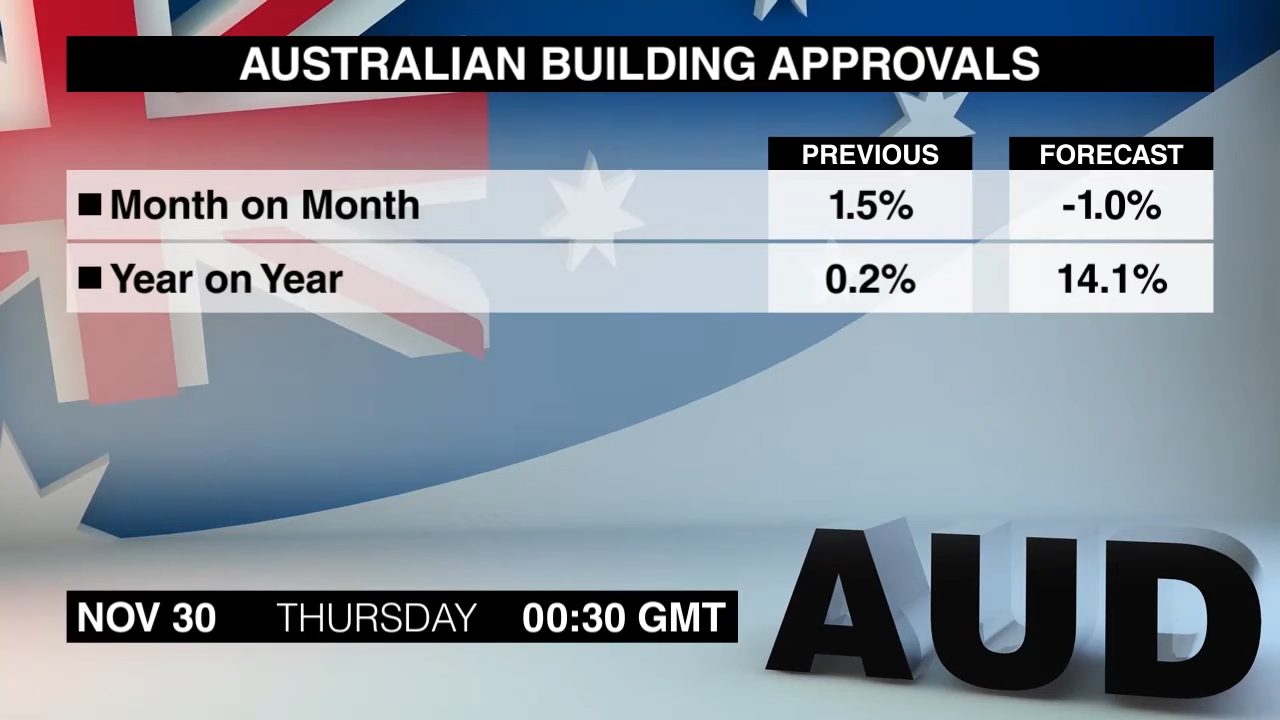 AUSTRALIAN BUILDING APPROVALS
PREVIOUS FORECAST
Month on Month 1.5% -1.0%
Year on Year 0.2% 14.1%
NOV 30 THURSDAY 00:30 GMT
AUD